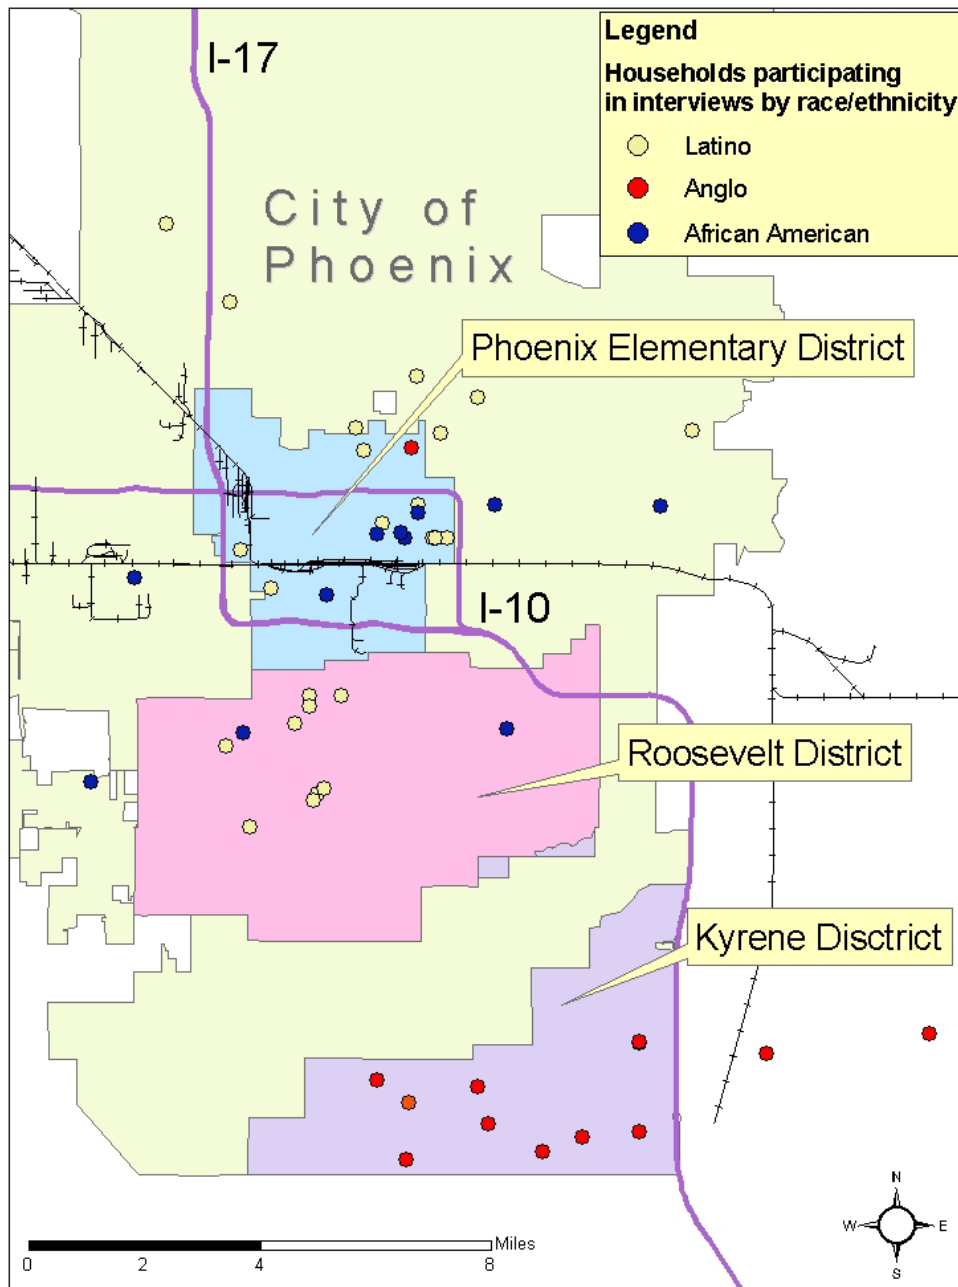 Legend
Households participating
in interviews by race/ethnicity
Latino
Anglo
African American
I-17
City of
Phoenix
Phoenix Elementary District
I-10
Roosevelt District
Kyrene Disctrict
N
W
E
S
Miles
0
2
4
8